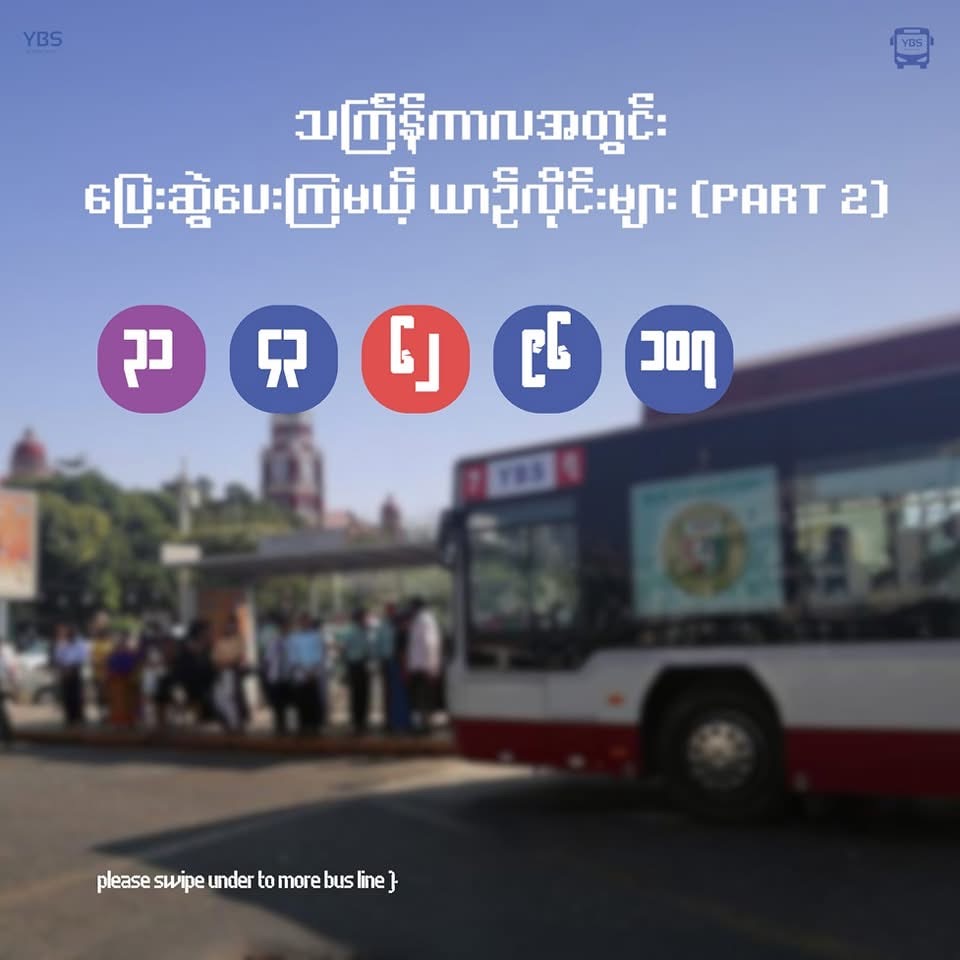 YBS
YBS
သင်္ကြန်ကာလအတွင်း
ပြေးဆွဲပေးကြမယ့် ယာဉ်လိုင်းများ (PART 2)
၃၁
၄၃
၆၂
၉၆
၁၀၇
YBS
please swipe under to more bus line }